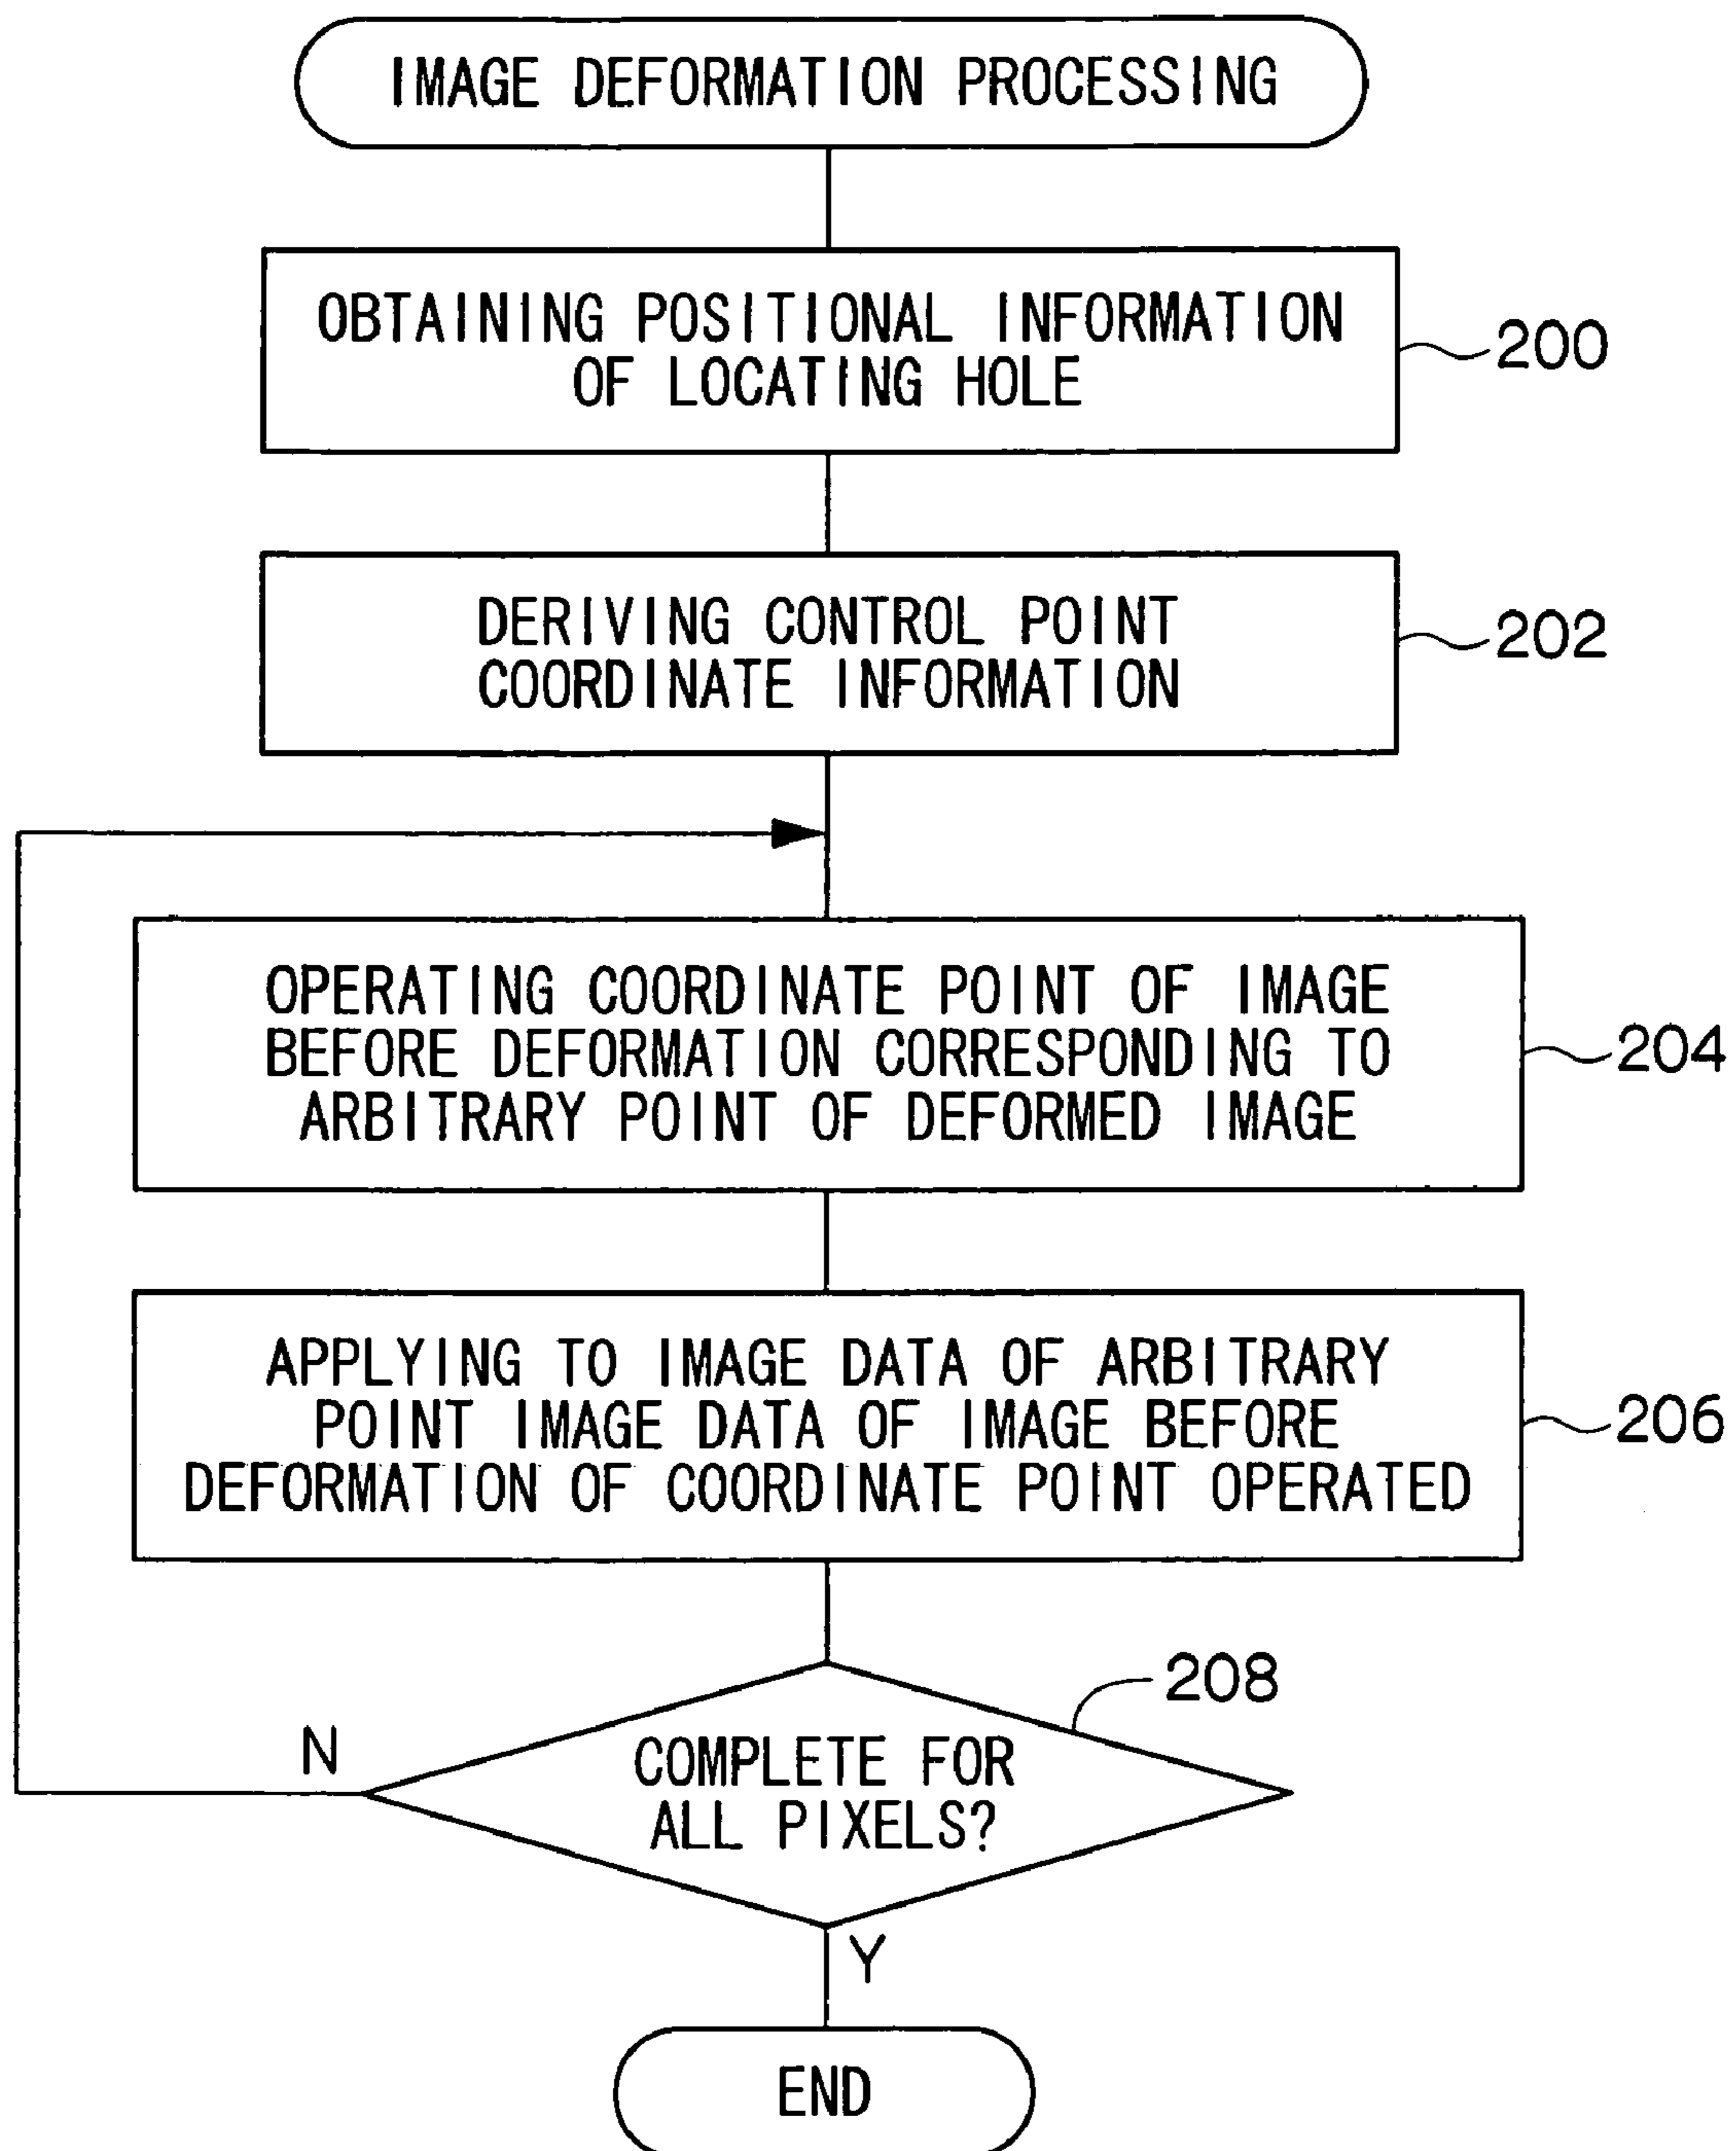 IMAGE DEFORMATION PROCESSING
OBTAINING POSITIONAL INFORMATION
OF LOCATING HOLE
200
DERIVING CONTROL POINT
COORDINATE INFORMATION
202
OPERATING COORDINATE POINT OF IMAGE
BEFORE DEFORMATION CORRESPONDING TO
ARBITRARY POINT OF DEFORMED IMAGE
204
APPLYING TO IMAGE DATA OF ARBITRARY
POINT IMAGE DATA OF IMAGE BEFORE
DEFORMATION OF COORDINATE POINT OPERATED
206
208
N
COMPLETE FOR
ALL PIXELS?
Y
END